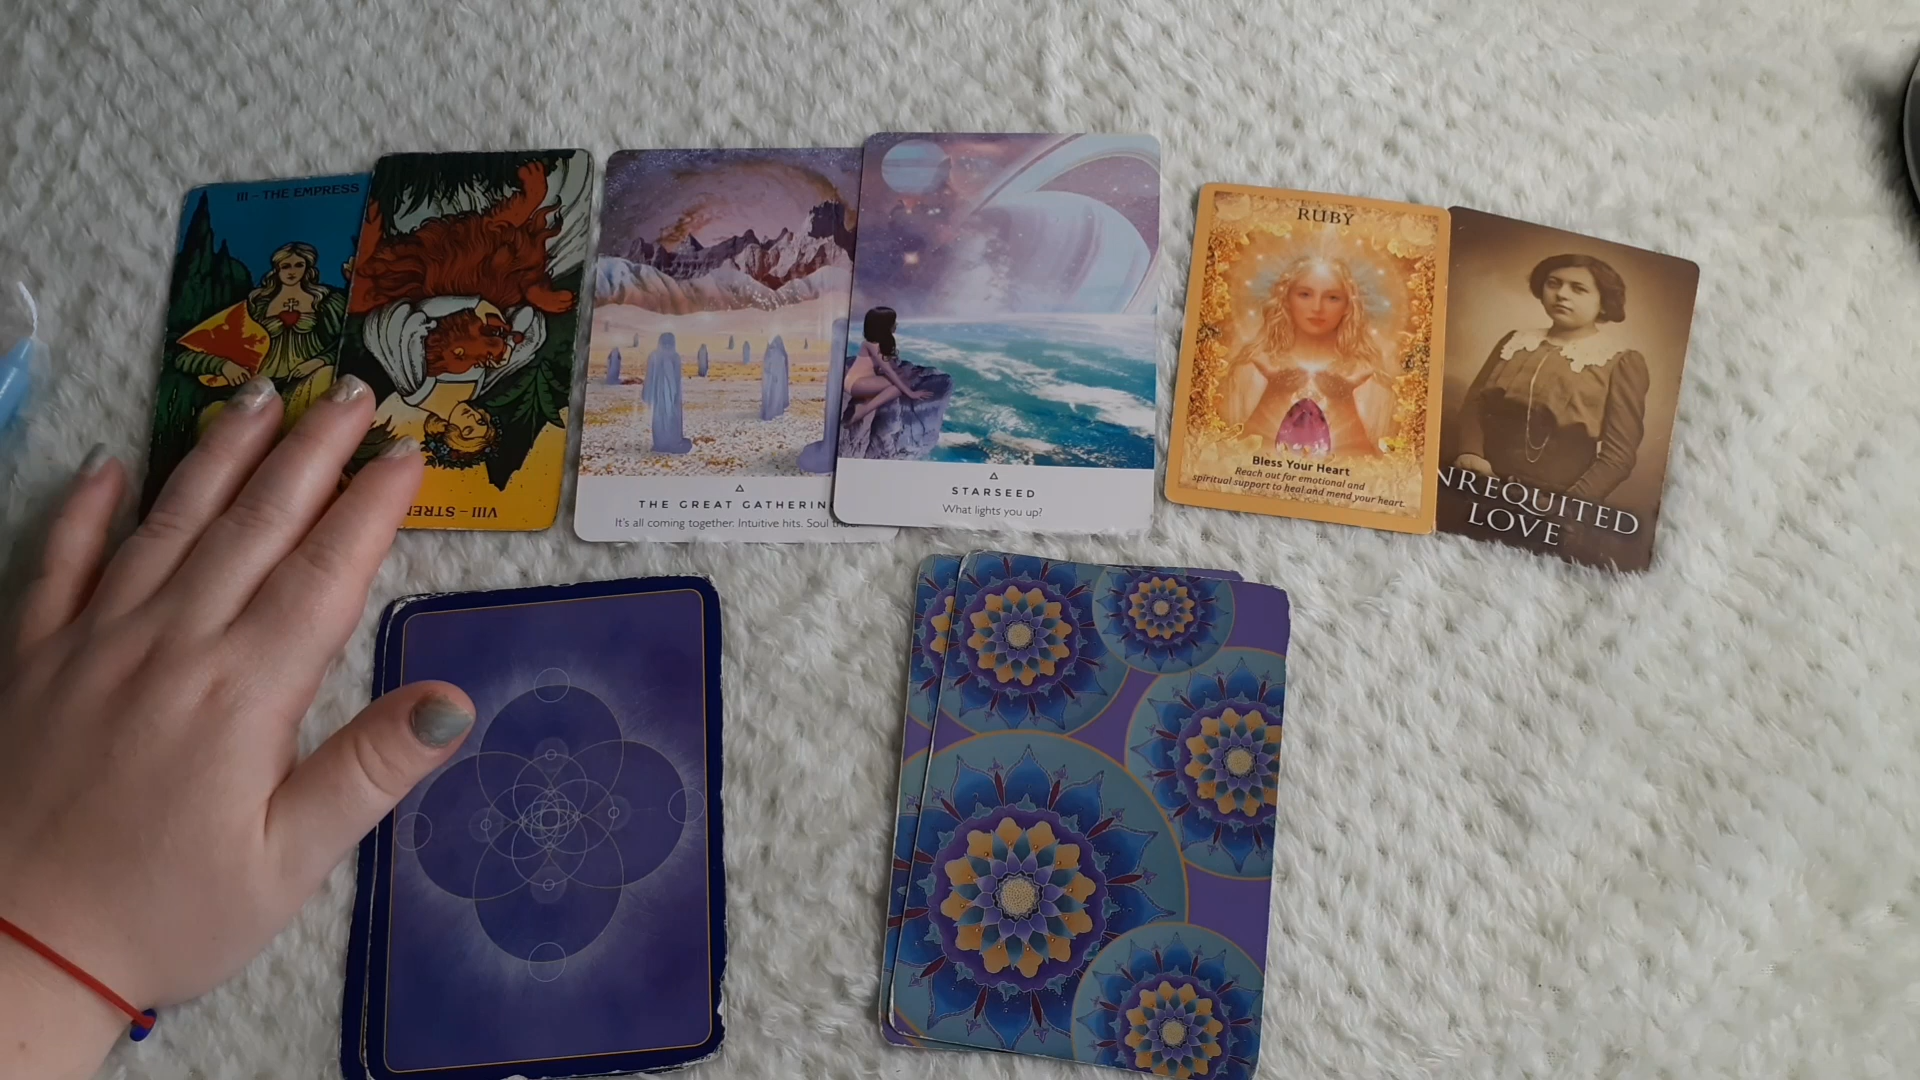 III – THE EMPRESS
VIII – STREN
THE GREAT GATHERIN
It's all coming together. Intuitive hits. Soul
STARSEED
What lights you up?
RUBY
Bless Your Heart
Reach out for emotional and
spiritual support to heal and mend your heart.
NREQUITED
LOVE